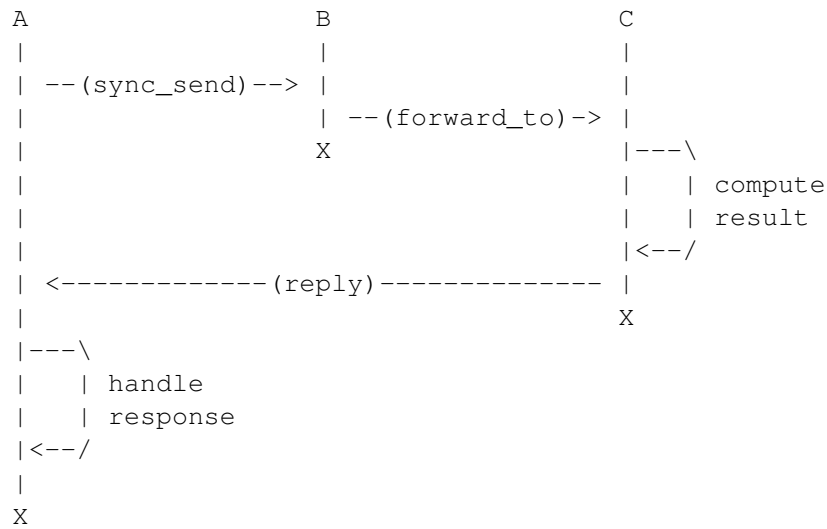 A                  B                  C
|                  |                  |
| --(sync_send)--> |                  |
|                  | --(forward_to)-> |
|                  X                  |---\
|                                     |   | compute
|                                     |   | result
|                                     |<--/
| <-------------(reply)-------------- |
|                                     X
|---\
|   | handle
|   | response
|<--/
|
X